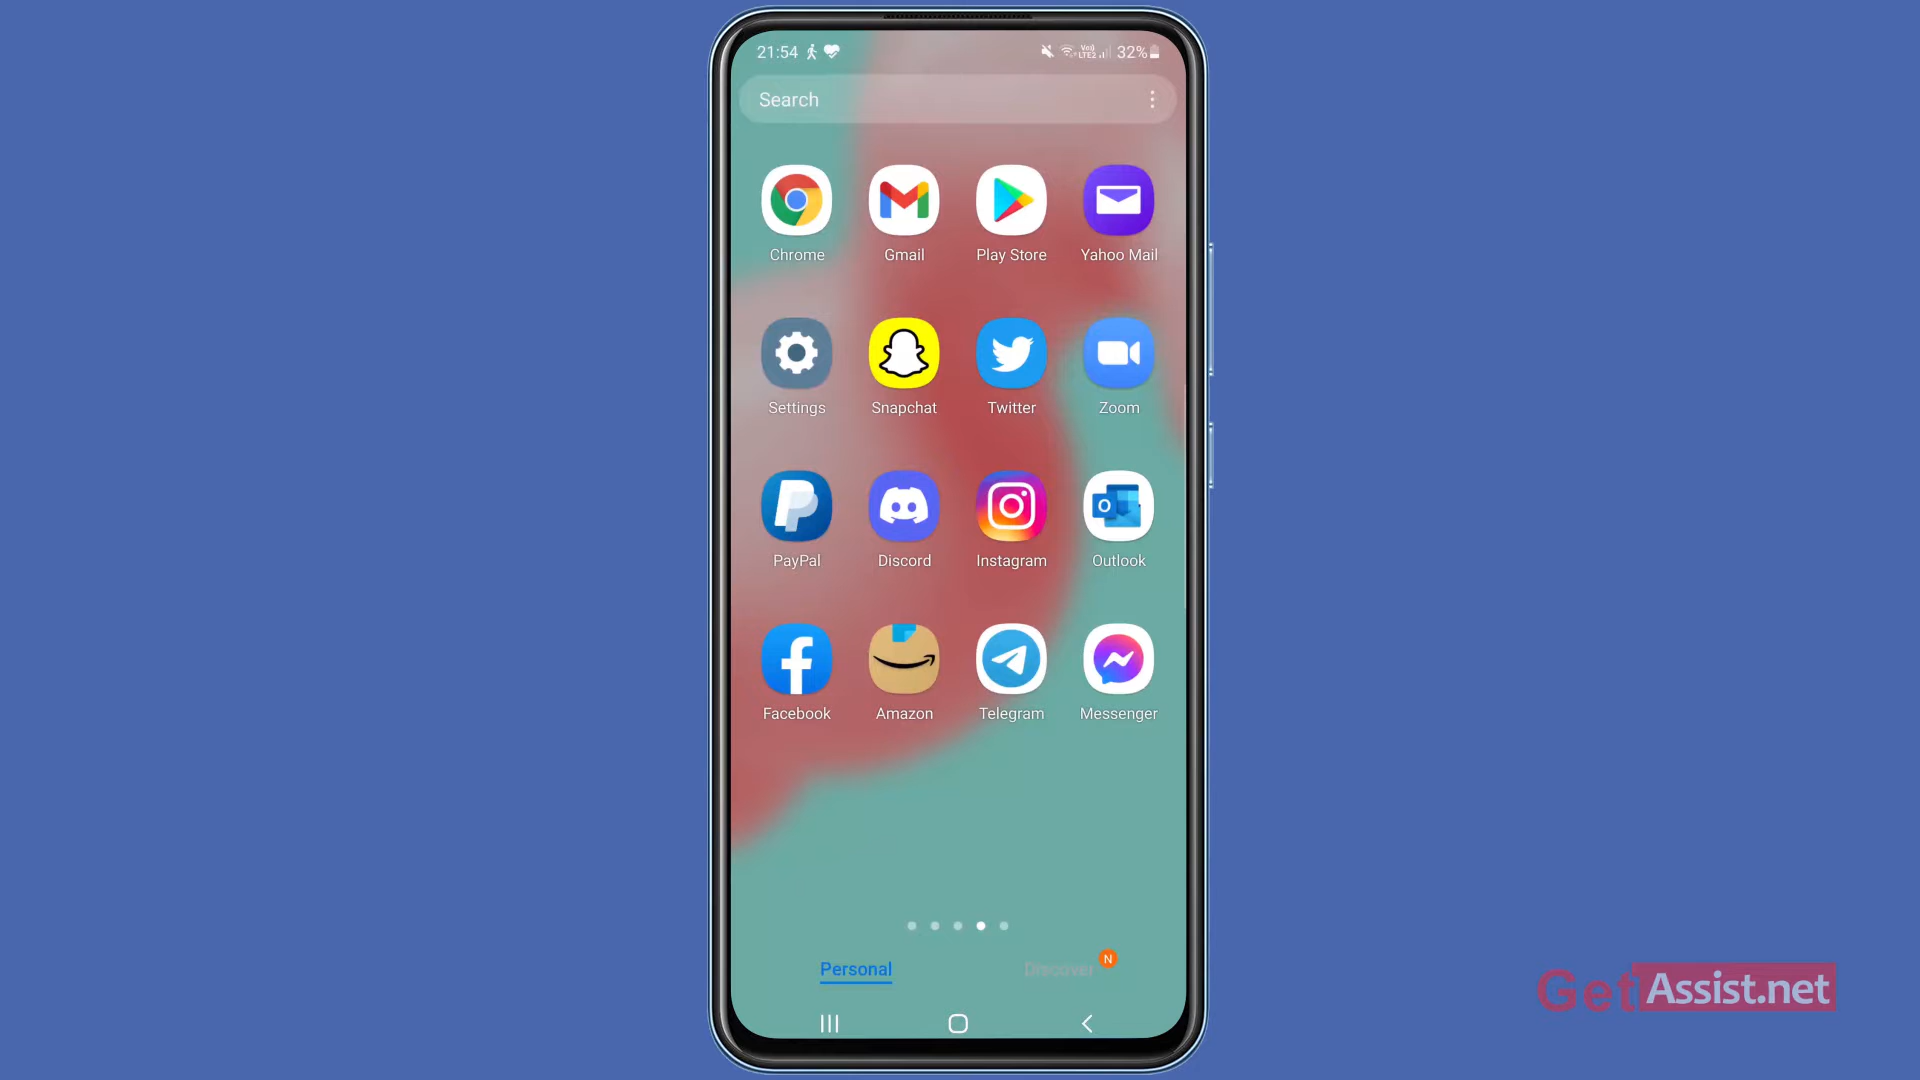 21:54 32%
Search
Chrome Gmail Play Store Yahoo Mail
Settings Snapchat Twitter Zoom
PayPal Discord Instagram Outlook
Facebook Amazon Telegram Messenger
Personal Discover N
GetAssist.net